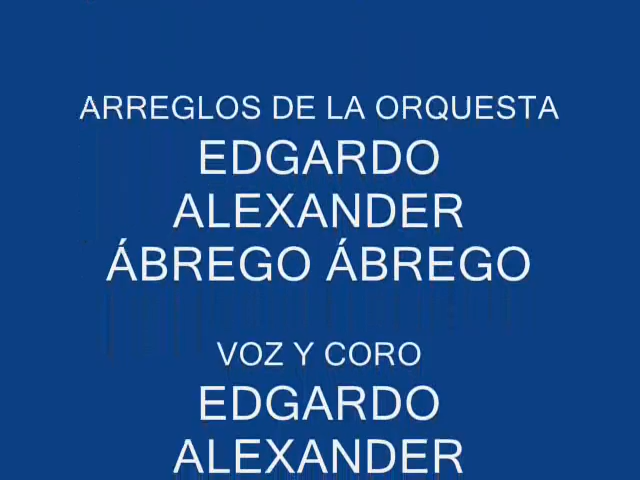 ARREGLOS DE LA ORQUESTA
EDGARDO
ALEXANDER
ÁBREGO ÁBREGO
VOZ Y CORO
EDGARDO
ALEXANDER